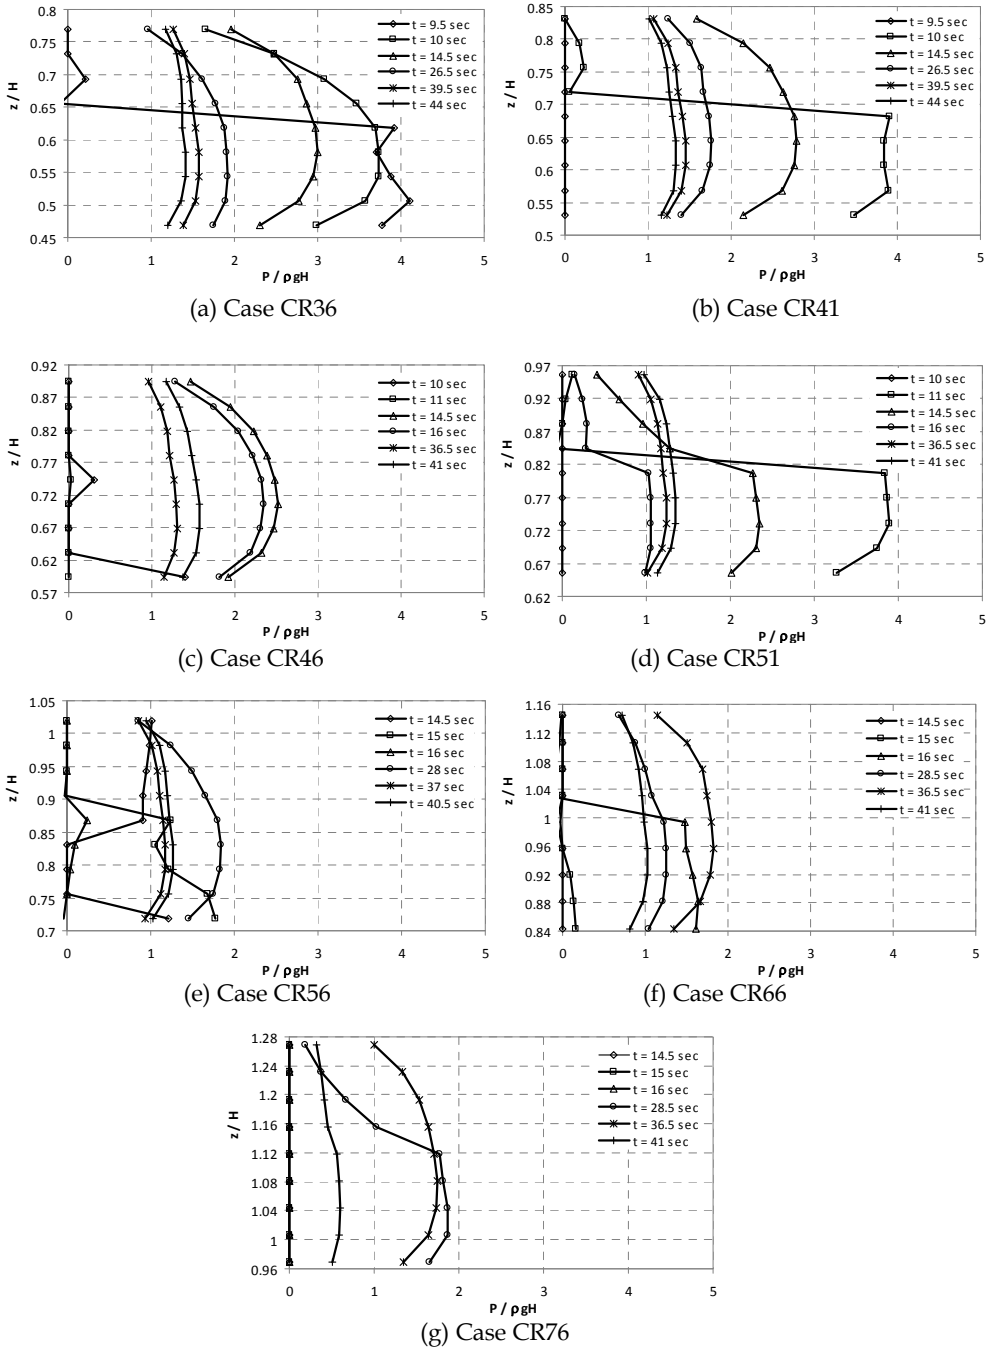 0.8
0.75
0.7
0.65
0.6
0.55
0.5
0.45
z / H
0 1 2 3 4 5
P / ρgH
t = 9.5 sec
t = 10 sec
t = 14.5 sec
t = 26.5 sec
t = 39.5 sec
t = 44 sec
(a) Case CR36
0.85
0.8
0.75
0.7
0.65
0.6
0.55
0.5
z / H
0 1 2 3 4 5
P / ρgH
t = 9.5 sec
t = 10 sec
t = 14.5 sec
t = 26.5 sec
t = 39.5 sec
t = 44 sec
(b) Case CR41
0.92
0.87
0.82
0.77
0.72
0.67
0.62
0.57
z / H
0 1 2 3 4 5
P / ρgH
t = 10 sec
t = 11 sec
t = 14.5 sec
t = 16 sec
t = 36.5 sec
t = 41 sec
(c) Case CR46
0.97
0.92
0.87
0.82
0.77
0.72
0.67
0.62
z / H
0 1 2 3 4 5
P / ρgH
t = 10 sec
t = 11 sec
t = 14.5 sec
t = 16 sec
t = 36.5 sec
t = 41 sec
(d) Case CR51
1.05
1
0.95
0.9
0.85
0.8
0.75
0.7
z / H
0 1 2 3 4 5
P / ρgH
t = 14.5 sec
t = 15 sec
t = 16 sec
t = 28 sec
t = 37 sec
t = 40.5 sec
(e) Case CR56
1.16
1.12
1.08
1.04
1
0.96
0.92
0.88
0.84
z / H
0 1 2 3 4 5
P / ρgH
t = 14.5 sec
t = 15 sec
t = 16 sec
t = 28.5 sec
t = 36.5 sec
t = 41 sec
(f) Case CR66
1.28
1.24
1.2
1.16
1.12
1.08
1.04
1
0.96
z / H
0 1 2 3 4 5
P / ρgH
t = 14.5 sec
t = 15 sec
t = 16 sec
t = 28.5 sec
t = 36.5 sec
t = 41 sec
(g) Case CR76